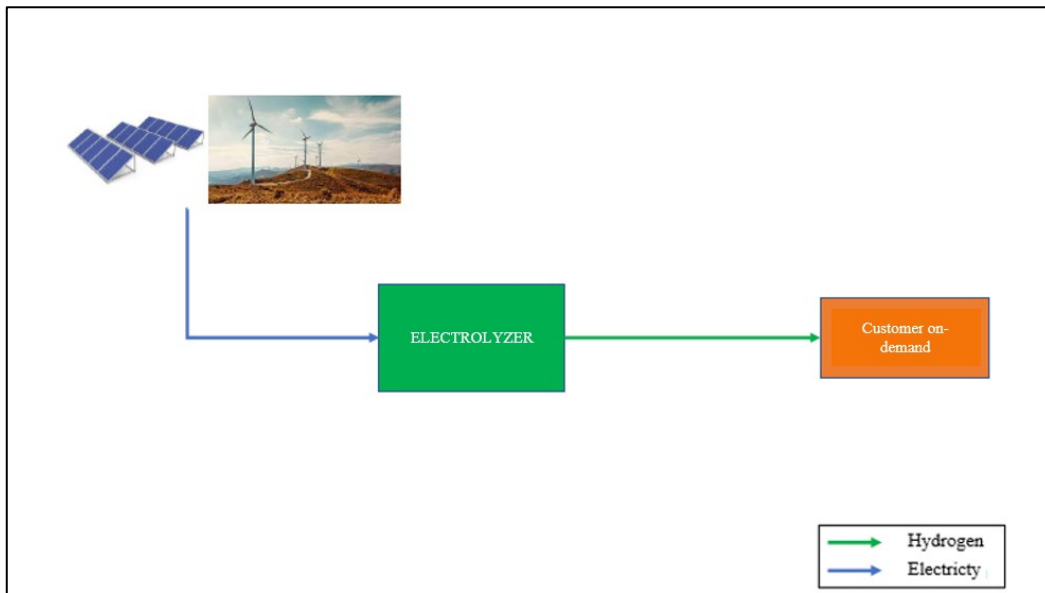 ELECTROLYZER
Customer on-
demand
Hydrogen
Electricty